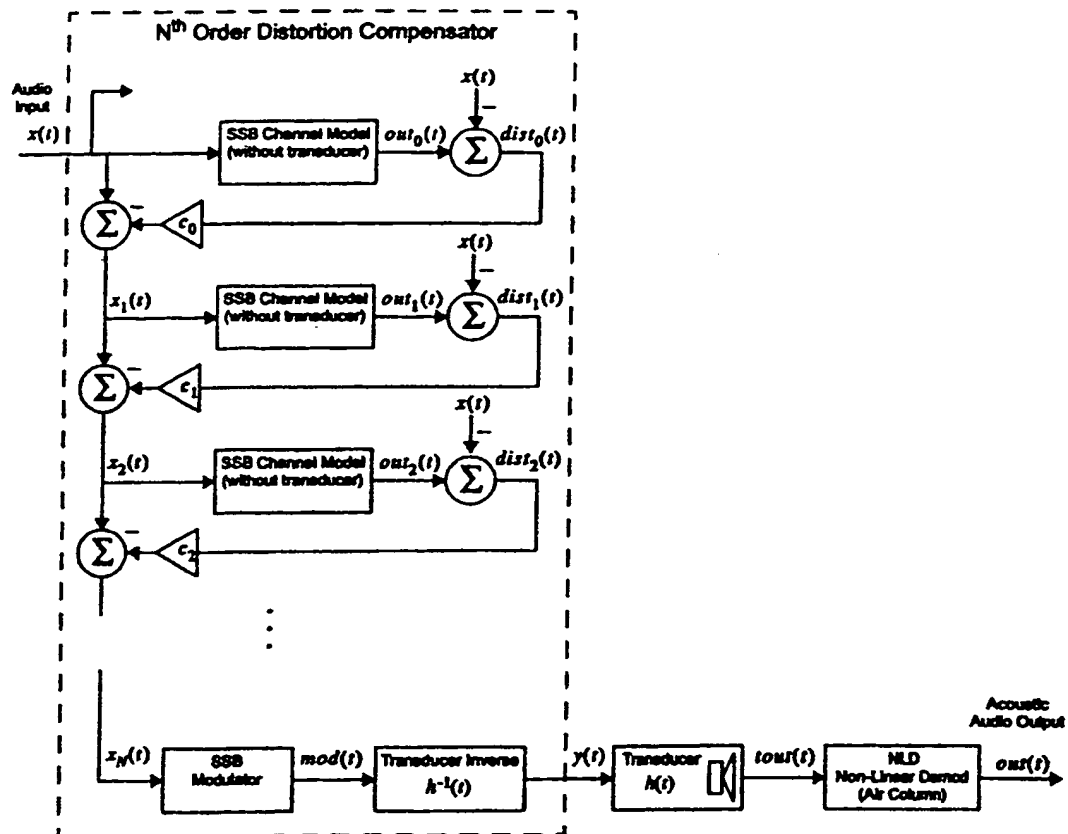 Nth Order Distortion Compensator
Audio
Input
x(t)
SSB Channel Model
(without transducer)
out0(t)
x(t)
−
Σ
dist0(t)
Σ
−
c0
x1(t)
SSB Channel Model
(without transducer)
out1(t)
x(t)
−
Σ
dist1(t)
Σ
−
c1
x2(t)
SSB Channel Model
(without transducer)
out2(t)
x(t)
−
Σ
dist2(t)
Σ
−
c2
xN(t)
SSB
Modulator
mod(t)
Transducer Inverse
h−1(t)
y(t)
Transducer
h(t)
tout(t)
NLD
Non-Linear Demod
(Air Column)
Acoustic
Audio Output
out(t)